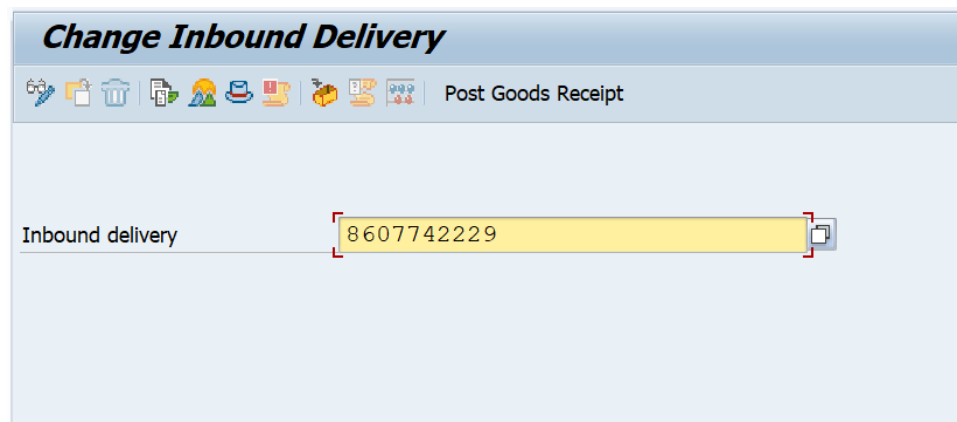 Change Inbound Delivery
Post Goods Receipt
Inbound delivery 8607742229